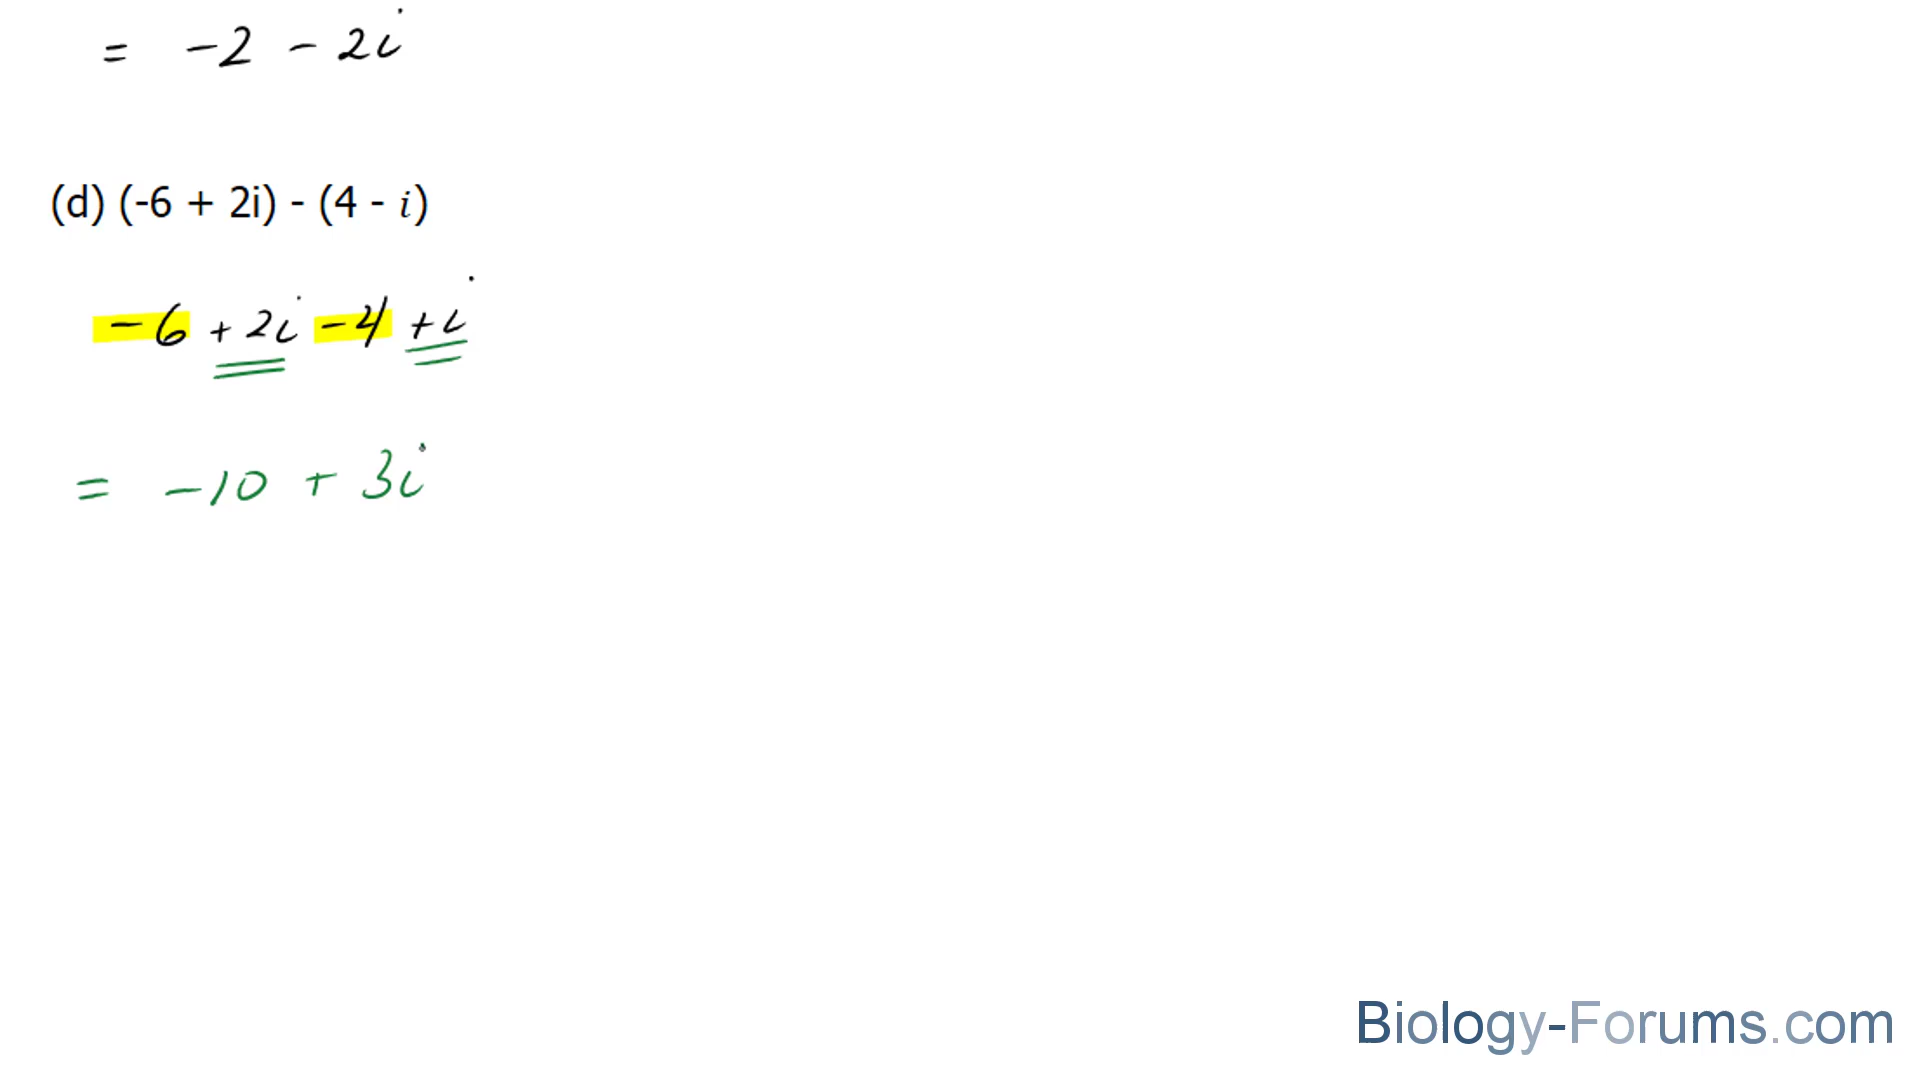 = -2 - 2i
(d) (-6 + 2i) - (4 - i)
-6 + 2i - 4 + i
= -10 + 3i
Biology-Forums.com